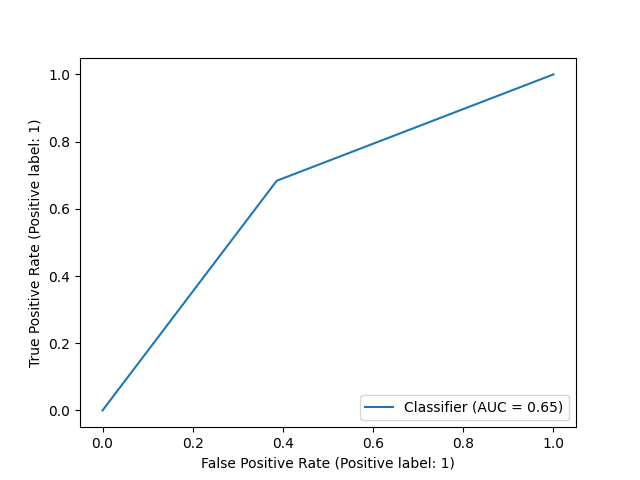 1.0
0.8
0.6
0.4
0.2
0.0
True Positive Rate (Positive label: 1)
Classifier (AUC = 0.65)
0.0 0.2 0.4 0.6 0.8 1.0
False Positive Rate (Positive label: 1)